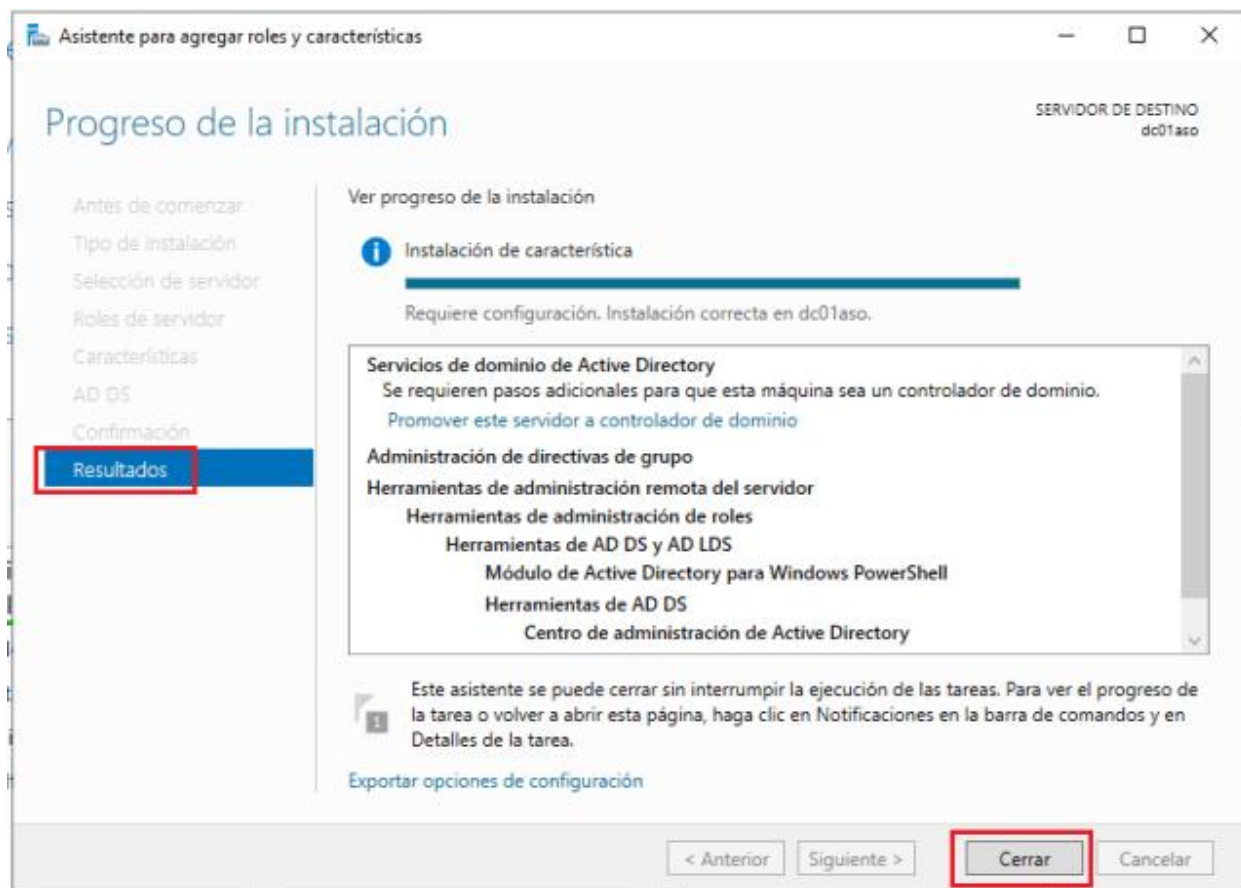 Asistente para agregar roles y características
Progreso de la instalación
SERVIDOR DE DESTINO
dc01aso
Antes de comenzar
Tipo de instalación
Selección de servidor
Roles de servidor
Características
AD DS
Confirmación
Resultados
Ver progreso de la instalación
Instalación de característica
Requiere configuración. Instalación correcta en dc01aso.
Servicios de dominio de Active Directory
Se requieren pasos adicionales para que esta máquina sea un controlador de dominio.
Promover este servidor a controlador de dominio
Administración de directivas de grupo
Herramientas de administración remota del servidor
Herramientas de administración de roles
Herramientas de AD DS y AD LDS
Módulo de Active Directory para Windows PowerShell
Herramientas de AD DS
Centro de administración de Active Directory
1
Este asistente se puede cerrar sin interrumpir la ejecución de las tareas. Para ver el progreso de
la tarea o volver a abrir esta página, haga clic en Notificaciones en la barra de comandos y en
Detalles de la tarea.
Exportar opciones de configuración
< Anterior
Siguiente >
Cerrar
Cancelar